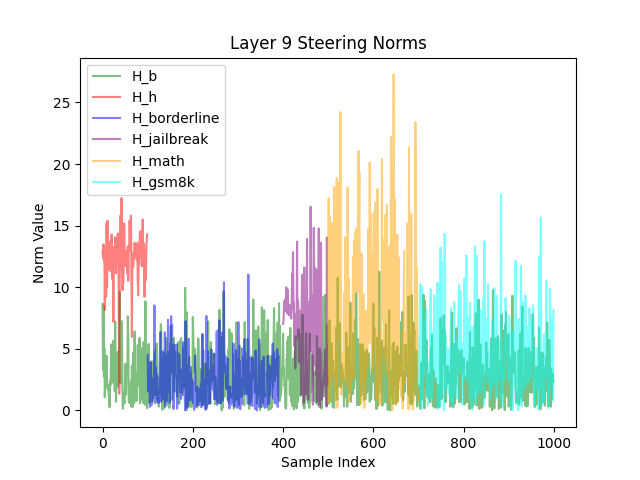 Layer 9 Steering Norms
H_b
H_h
H_borderline
H_jailbreak
H_math
H_gsm8k
Norm Value
25
20
15
10
5
0
0
200
400
600
800
1000
Sample Index